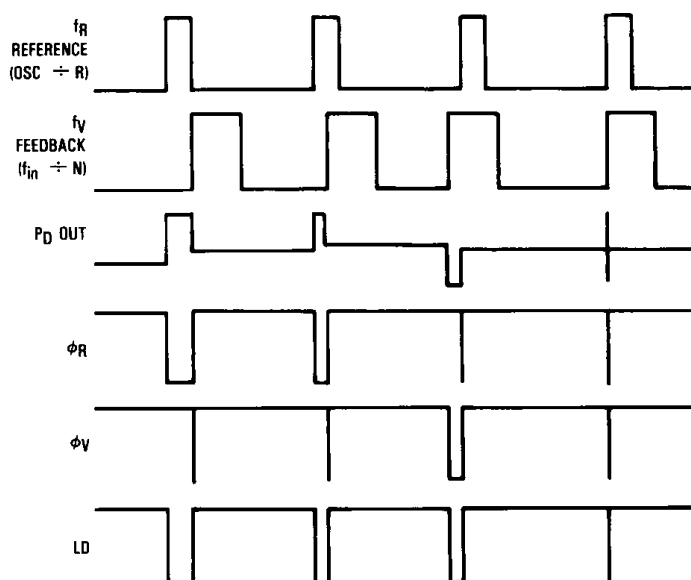 fR
REFERENCE
(OSC ÷ R)
fV
FEEDBACK
(fin ÷ N)
PD OUT
ϕR
ϕV
LD